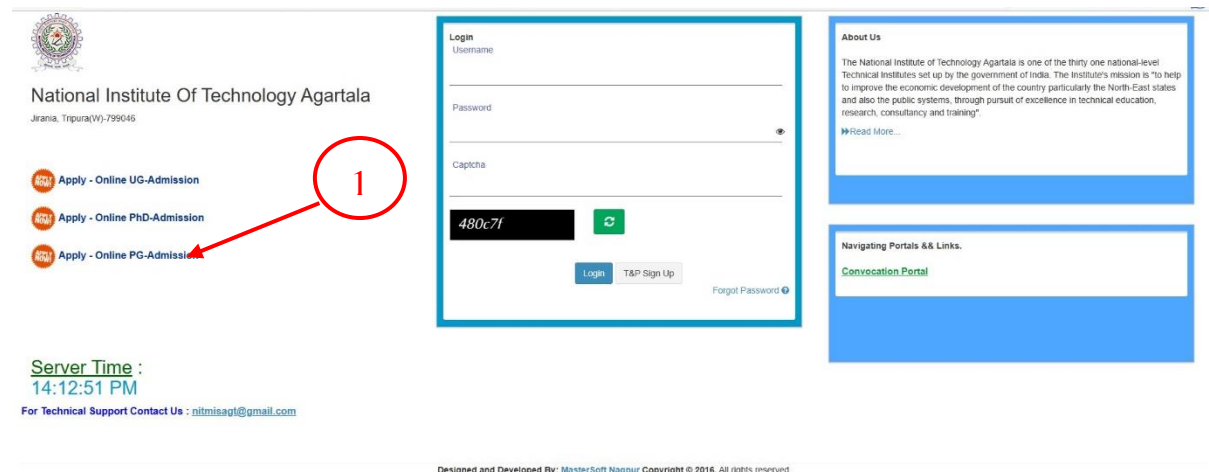 National Institute Of Technology Agartala
Jirania, Tripura(W)-799046
Apply - Online UG-Admission
Apply - Online PhD-Admission
Apply - Online PG-Admission
1
Server Time :
14:12:51 PM
For Technical Support Contact Us : nitmisagt@gmail.com
Login
Username
Password
Captcha
480c7f
Login T&P Sign Up
Forgot Password
About Us
The National Institute of Technology Agartala is one of the thirty one national-level
Technical Institutes set up by the government of India. The Institute's mission is "to help
to improve the economic development of the country particularly the North-East states
and also the public systems, through pursuit of excellence in technical education,
research, consultancy and training".
Read More...
Navigating Portals && Links.
Convocation Portal
Designed and Developed By: MasterSoft Nagpur Copyright © 2016. All rights reserved